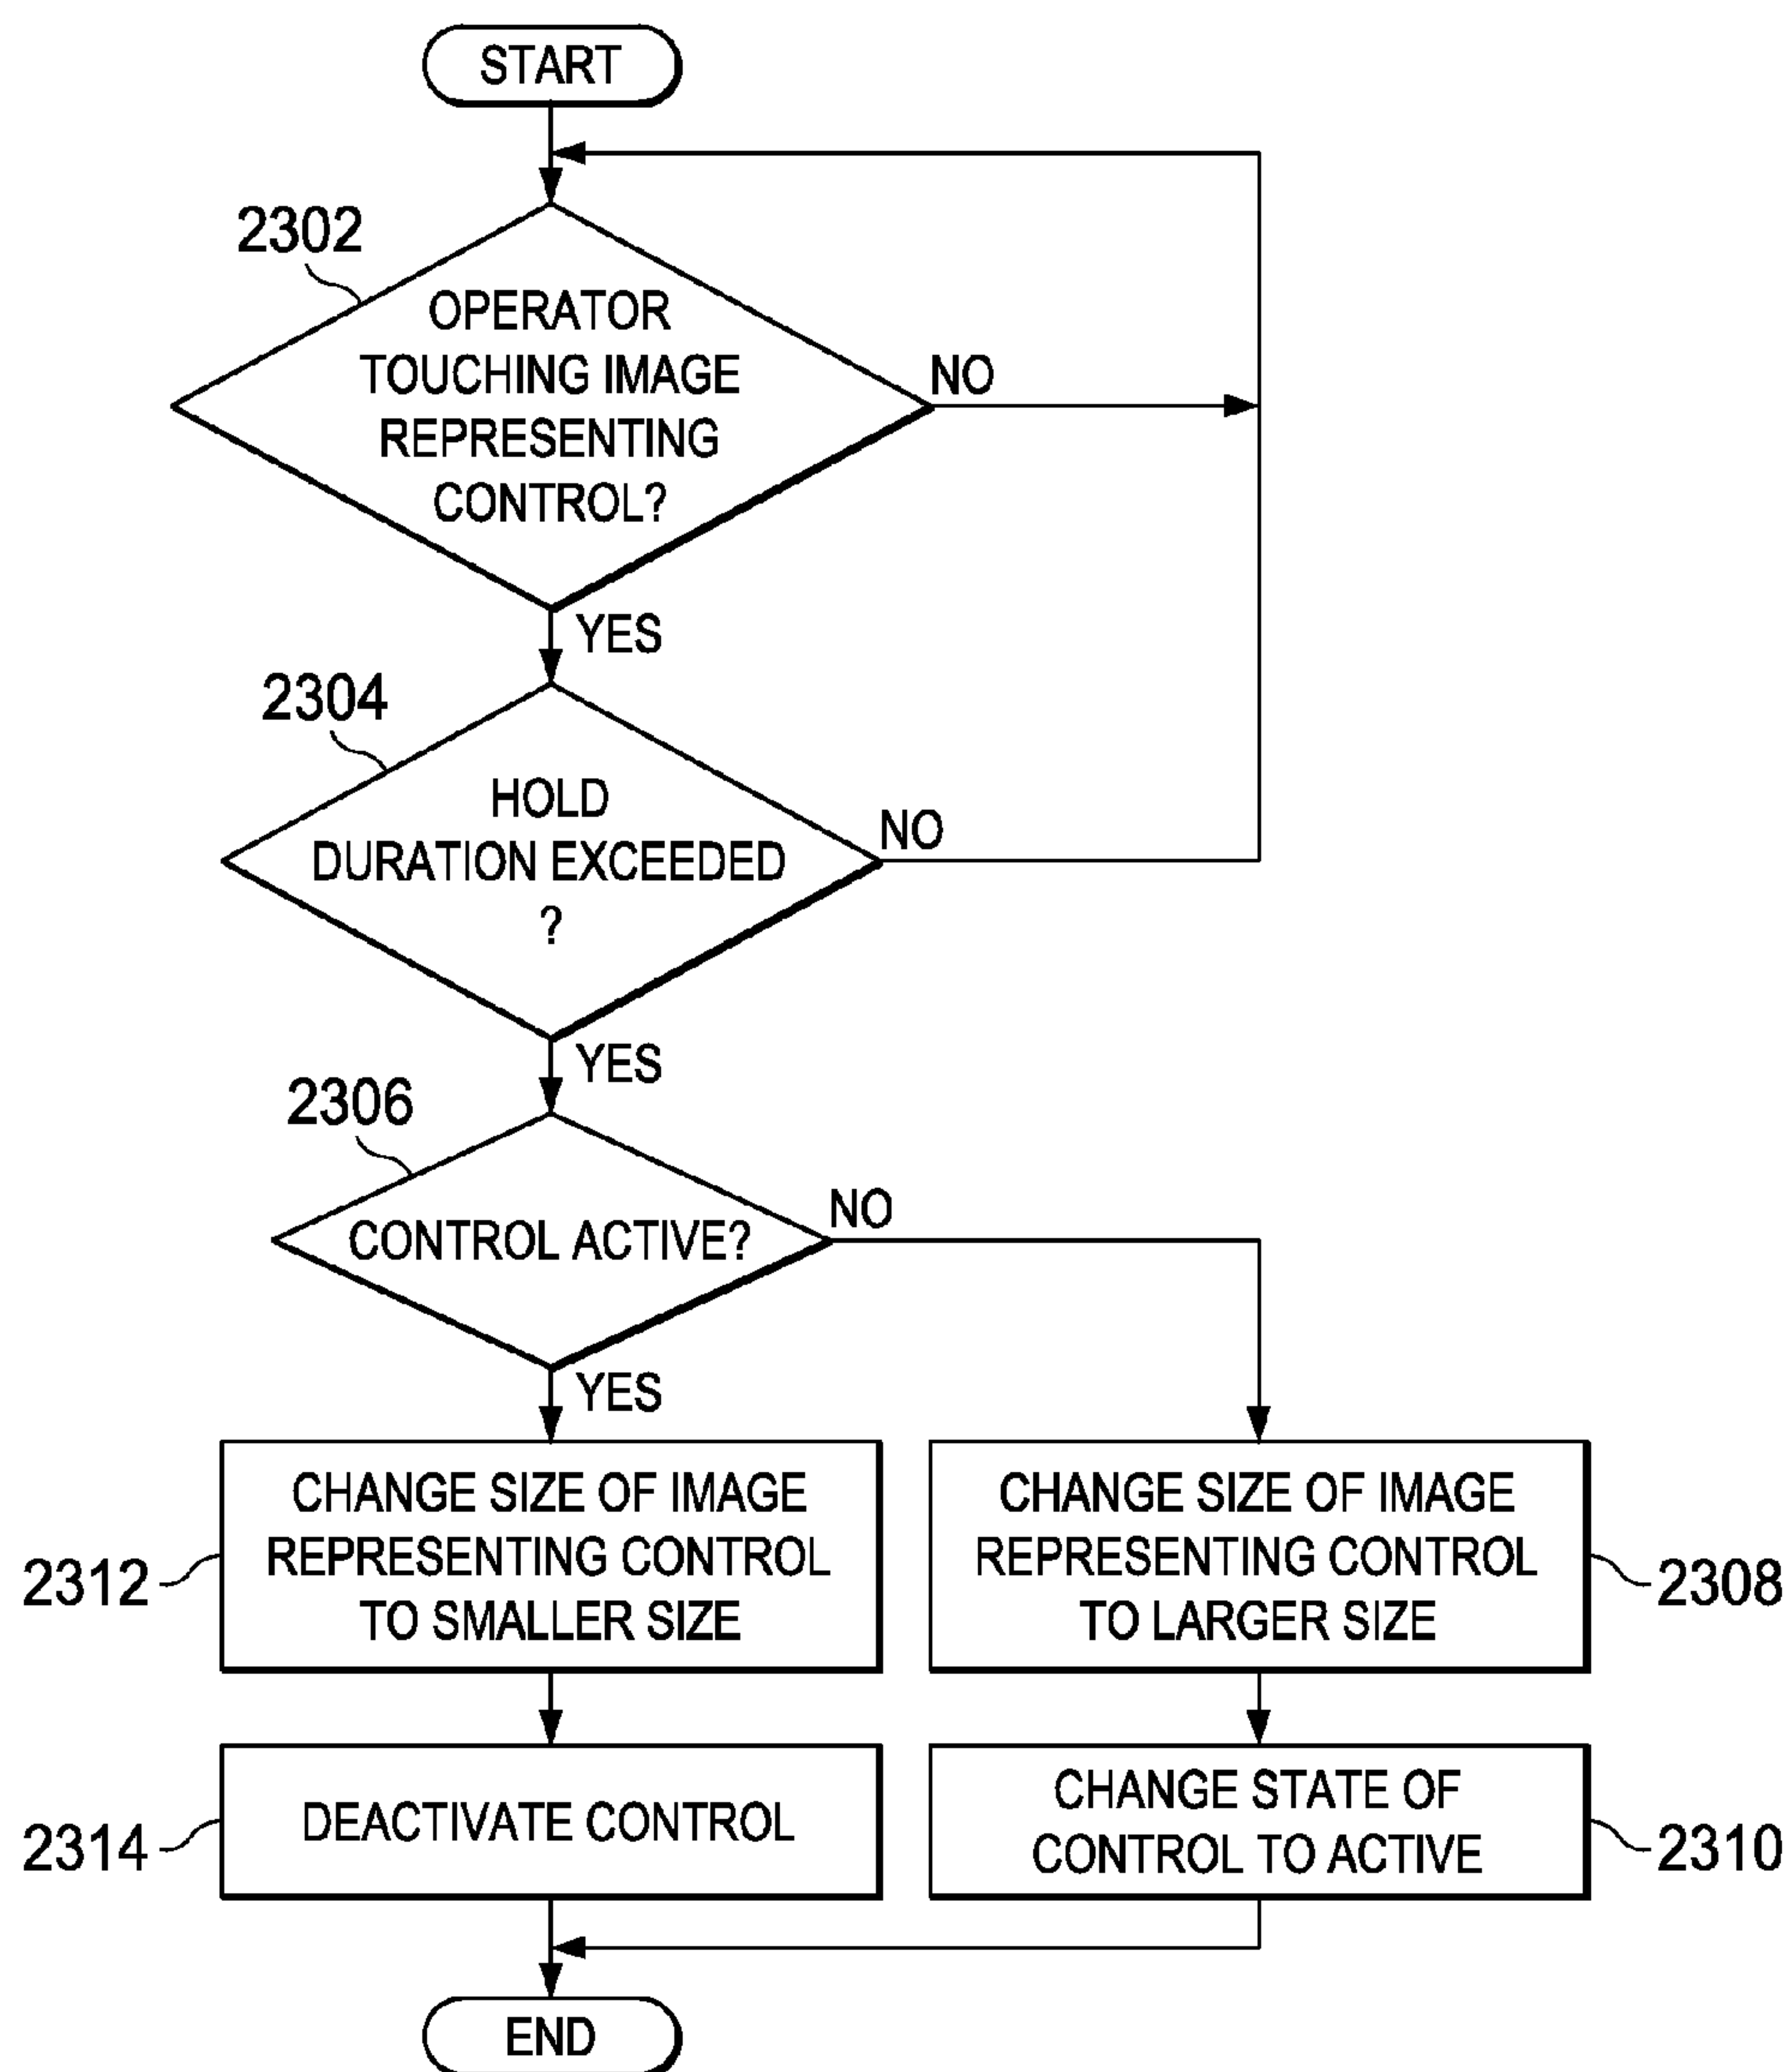 START
2302
OPERATOR
TOUCHING IMAGE
REPRESENTING
CONTROL?
NO
YES
2304
HOLD
DURATION EXCEEDED
?
NO
YES
2306
CONTROL ACTIVE?
NO
YES
2312
CHANGE SIZE OF IMAGE
REPRESENTING CONTROL
TO SMALLER SIZE
CHANGE SIZE OF IMAGE
REPRESENTING CONTROL
TO LARGER SIZE
2308
2314
DEACTIVATE CONTROL
CHANGE STATE OF
CONTROL TO ACTIVE
2310
END